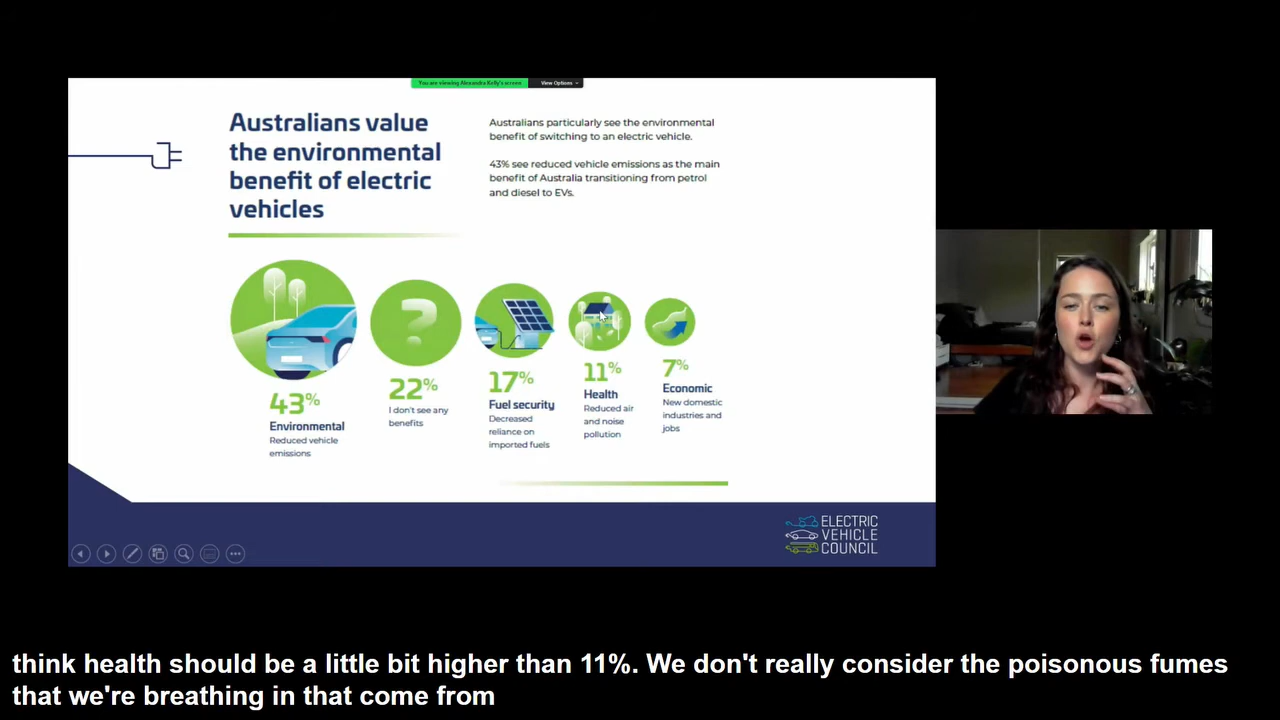 You are viewing Alexandra Kelly's screen
View Options
Australians value
the environmental
benefit of electric
vehicles
Australians particularly see the environmental
benefit of switching to an electric vehicle.
43% see reduced vehicle emissions as the main
benefit of Australia transitioning from petrol
and diesel to EVs.
43%
Environmental
Reduced vehicle
emissions
22%
I don't see any
benefits
17%
Fuel security
Decreased
reliance on
imported fuels
11%
Health
Reduced air
and noise
pollution
7%
Economic
New domestic
industries and
jobs
ELECTRIC
VEHICLE
COUNCIL
think health should be a little bit higher than 11%. We don't really consider the poisonous fumes
that we're breathing in that come from